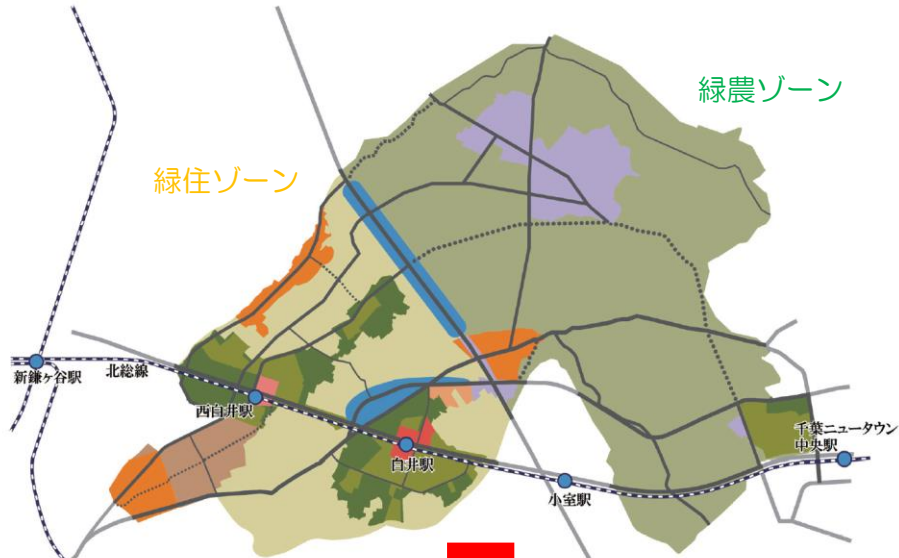 緑農ゾーン
緑住ゾーン
新鎌ヶ谷駅
北総線
西白井駅
白井駅
千葉ニュータウン
中央駅
小室駅